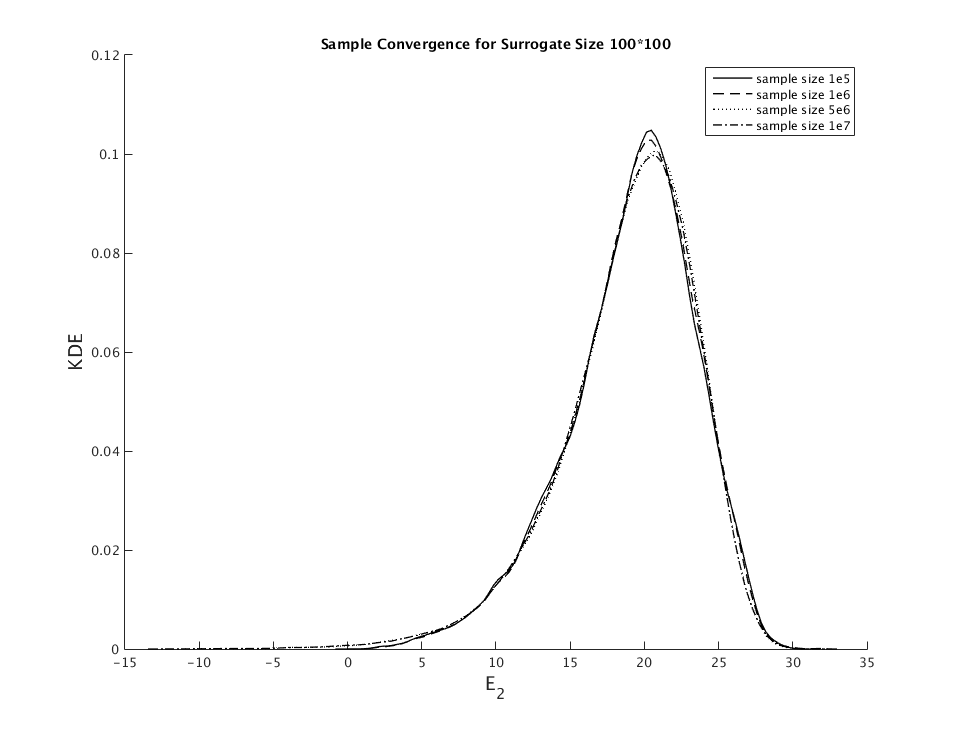 Sample Convergence for Surrogate Size 100*100
0.12
0.1
0.08
0.06
0.04
0.02
0
KDE
sample size 1e5
sample size 1e6
sample size 5e6
sample size 1e7
-15 -10 -5 0 5 10 15 20 25 30 35
E2